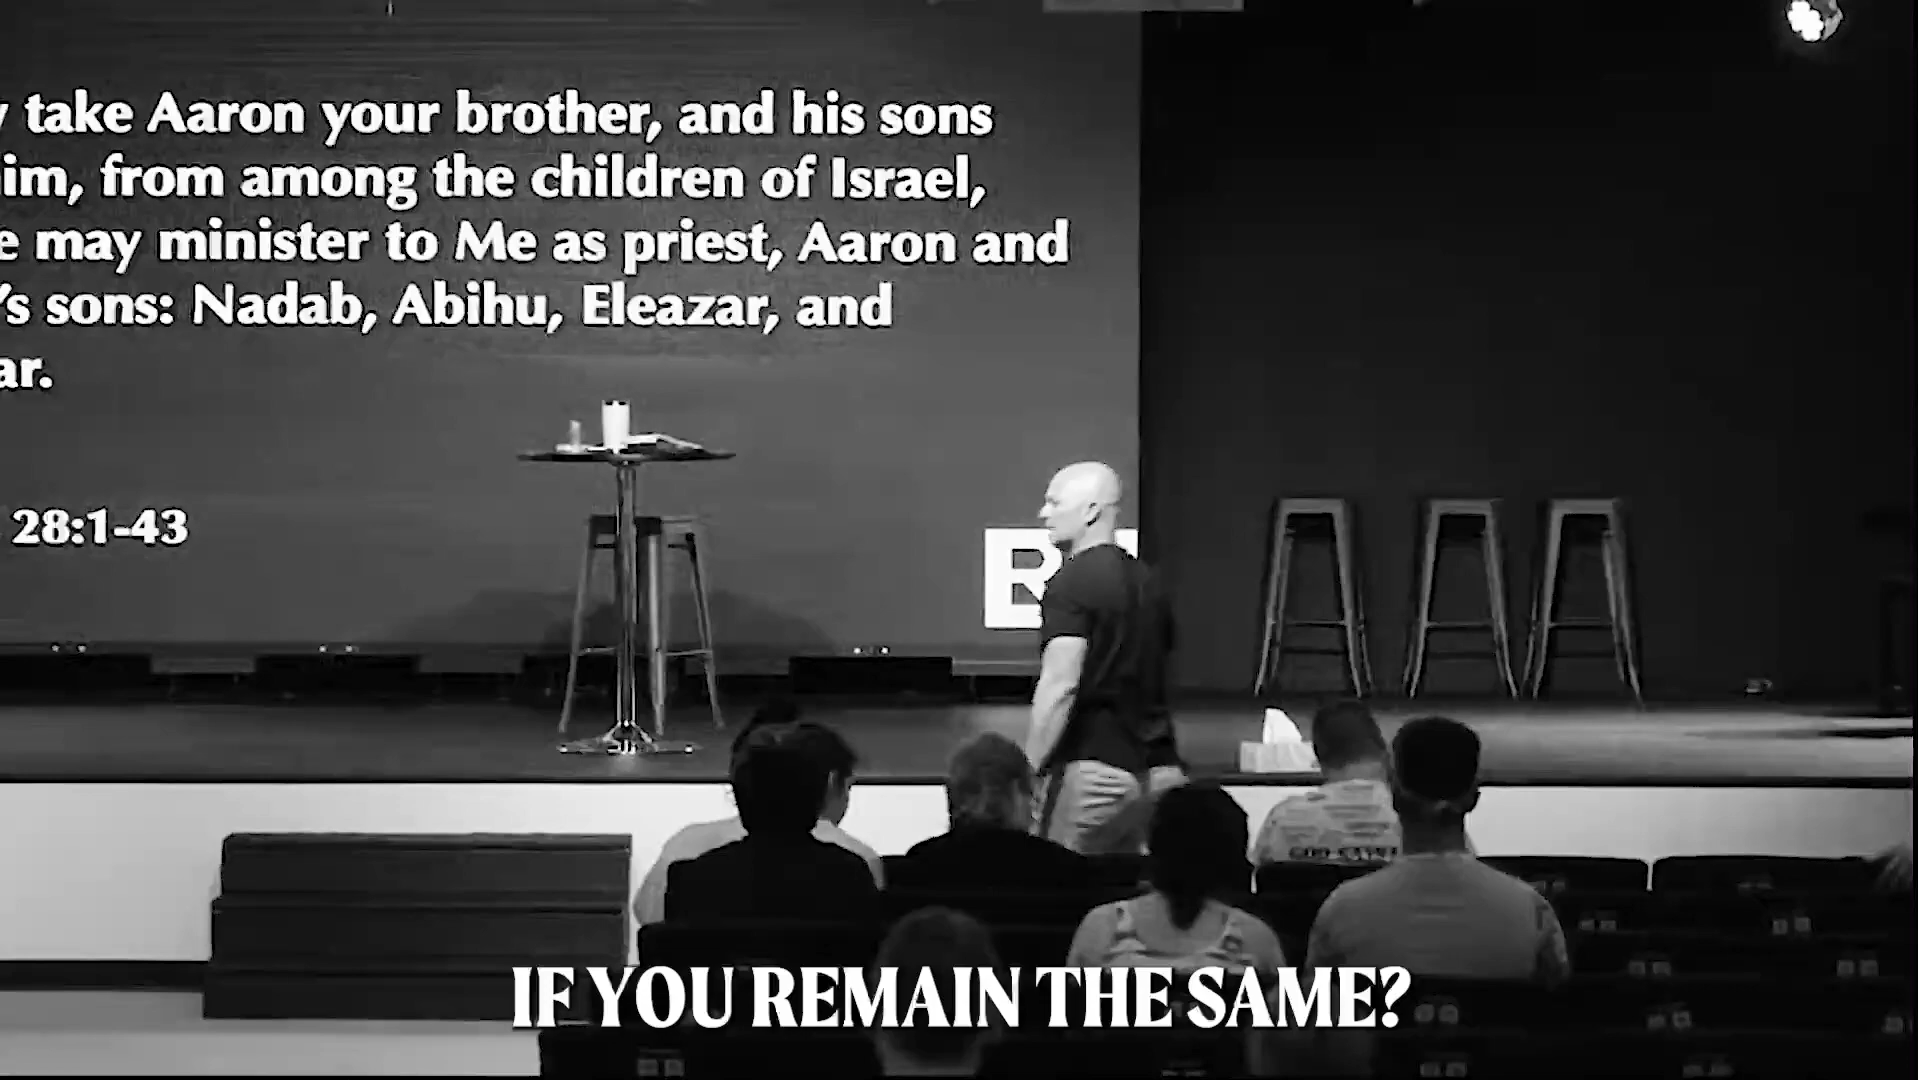 take Aaron your brother, and his sons
im, from among the children of Israel,
e may minister to Me as priest, Aaron and
’s sons: Nadab, Abihu, Eleazar, and
ar.
28:1-43
IF YOU REMAIN THE SAME?